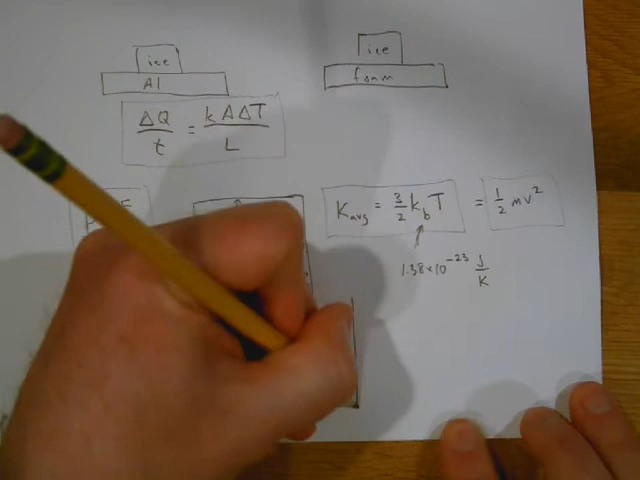 ice
ice
Al
foam
ΔQ/t = kAΔT/L
K_avg = 3/2 k_b T = 1/2 mv²
1.38×10⁻²³ J/K